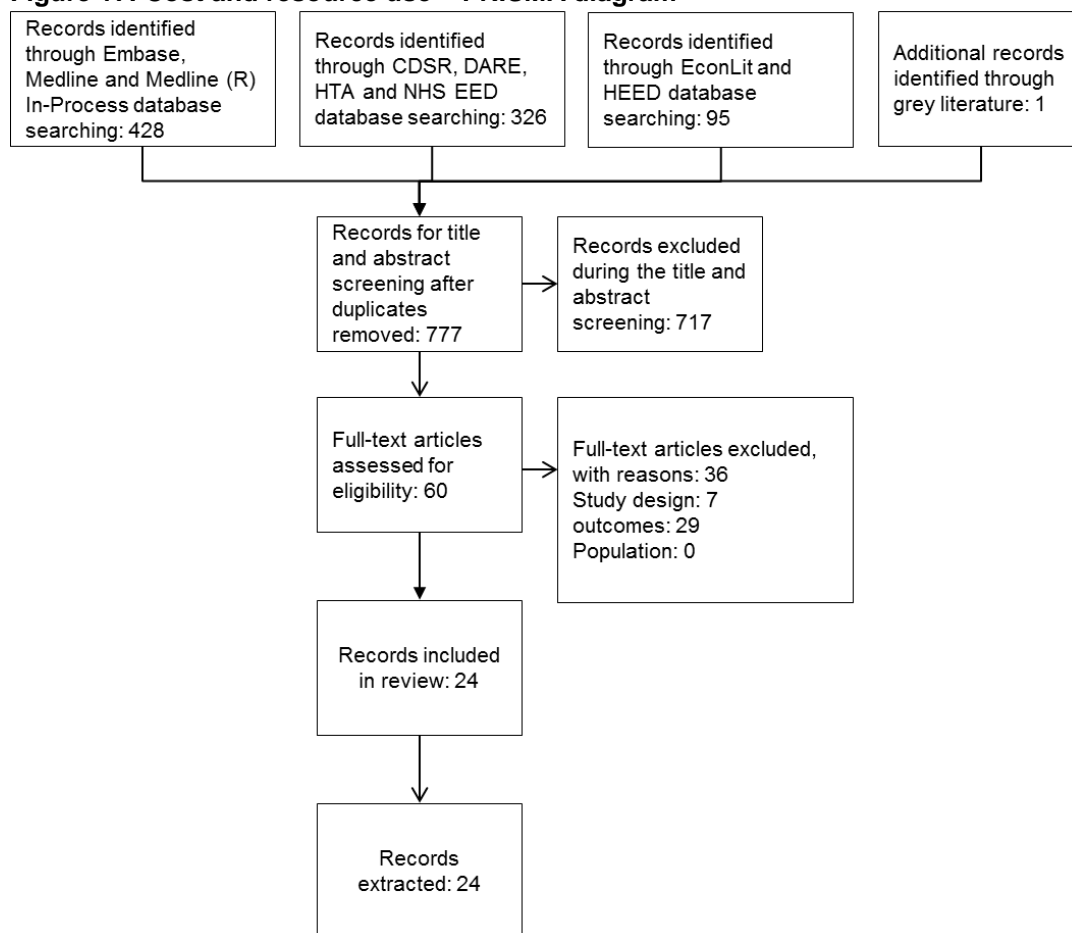 Records identified
through Embase,
Medline and Medline (R)
In-Process database
searching: 428
Records identified
through CDSR, DARE,
HTA and NHS EED
database searching: 326
Records identified
through EconLit and
HEED database
searching: 95
Additional records
identified through
grey literature: 1
Records for title
and abstract
screening after
duplicates
removed: 777
Records excluded
during the title and
abstract
screening: 717
Full-text articles
assessed for
eligibility: 60
Full-text articles excluded,
with reasons: 36
Study design: 7
outcomes: 29
Population: 0
Records included
in review: 24
Records
extracted: 24